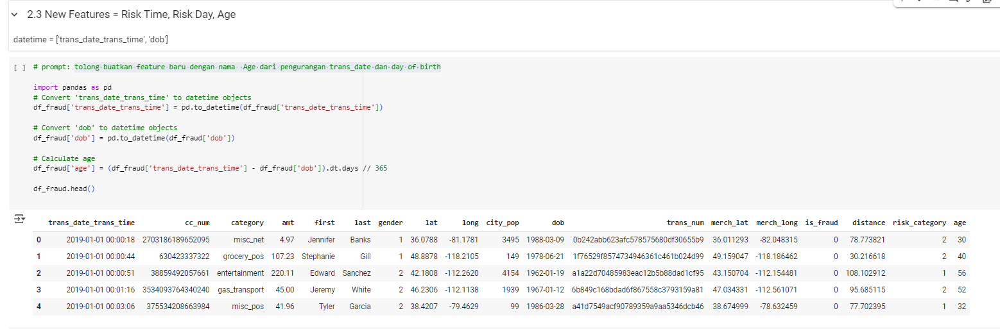 2.3 New Features = Risk Time, Risk Day, Age
datetime = ['trans_date_trans_time', 'dob']
[ ] # prompt: tolong buatkan feature baru dengan nama  Age dari pengurangan trans_date dan day of birth
import pandas as pd
# Convert 'trans_date_trans_time' to datetime objects
df_fraud['trans_date_trans_time'] = pd.to_datetime(df_fraud['trans_date_trans_time'])
# Convert 'dob' to datetime objects
df_fraud['dob'] = pd.to_datetime(df_fraud['dob'])
# Calculate age
df_fraud['age'] = (df_fraud['trans_date_trans_time'] - df_fraud['dob']).dt.days // 365
df_fraud.head()
trans_date_trans_time cc_num category amt first last gender lat long city_pop dob trans_num merch_lat merch_long is_fraud distance risk_category age
0 2019-01-01 00:00:18 2703186189652095 misc_net 4.97 Jennifer Banks 1 36.0788 -81.1781 3495 1988-03-09 0b242abb623afc578575680df30655b9 36.011293 -82.048315 0 78.773821 2 30
1 2019-01-01 00:00:44 630423337322 grocery_pos 107.23 Stephanie Gill 1 48.8878 -118.2105 149 1978-06-21 1f76529f8574734946361c461b024d99 49.159047 -118.186462 0 30.216618 2 40
2 2019-01-01 00:00:51 38859492057661 entertainment 220.11 Edward Sanchez 2 42.1808 -112.2620 4154 1962-01-19 a1a22d70485983eac12b5b88dad1cf95 43.150704 -112.154481 0 108.102912 1 56
3 2019-01-01 00:01:16 3534093764340240 gas_transport 45.00 Jeremy White 2 46.2306 -112.1138 1939 1967-01-12 6b849c168bdad6f867558c3793159a81 47.034331 -112.561071 0 95.685115 2 52
4 2019-01-01 00:03:06 375534208663984 misc_pos 41.96 Tyler Garcia 2 38.4207 -79.4629 99 1986-03-28 a41d7549acf90789359a9aa5346dcb46 38.674999 -78.632459 0 77.702395 1 32